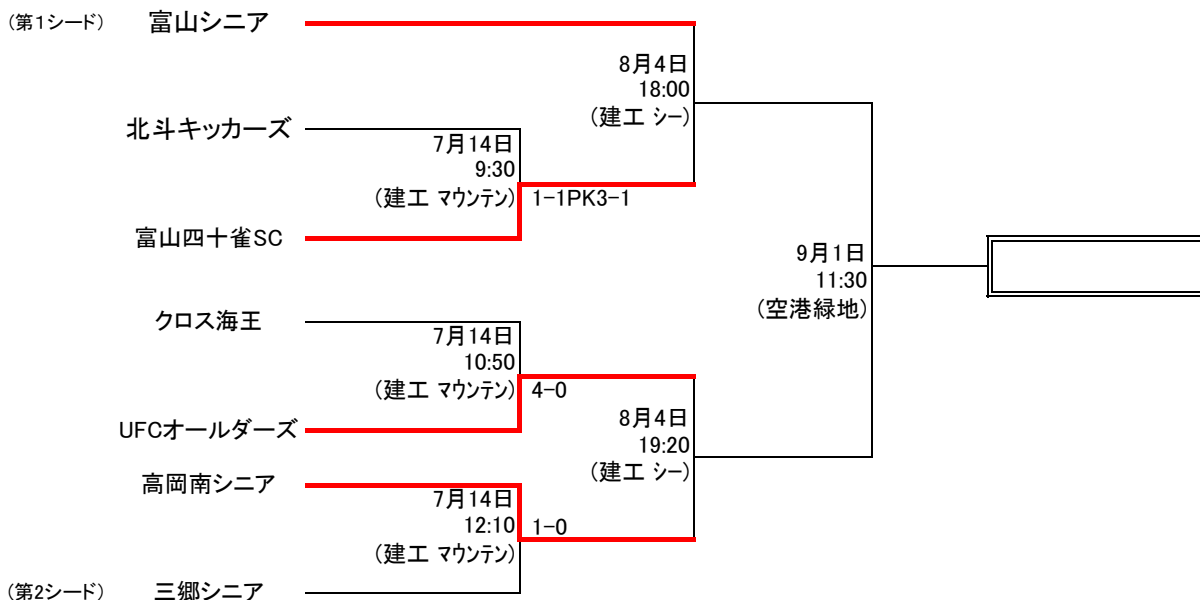 (第1シード) 富山シニア
8月4日
18:00
(建工 シー)
北斗キッカーズ
7月14日
9:30
(建工 マウンテン) 1-1PK3-1
富山四十雀SC
9月1日
11:30
(空港緑地)
クロス海王
7月14日
10:50
(建工 マウンテン) 4-0
8月4日
19:20
(建工 シー)
UFCオールダーズ
高岡南シニア
7月14日
12:10 1-0
(建工 マウンテン)
(第2シード) 三郷シニア